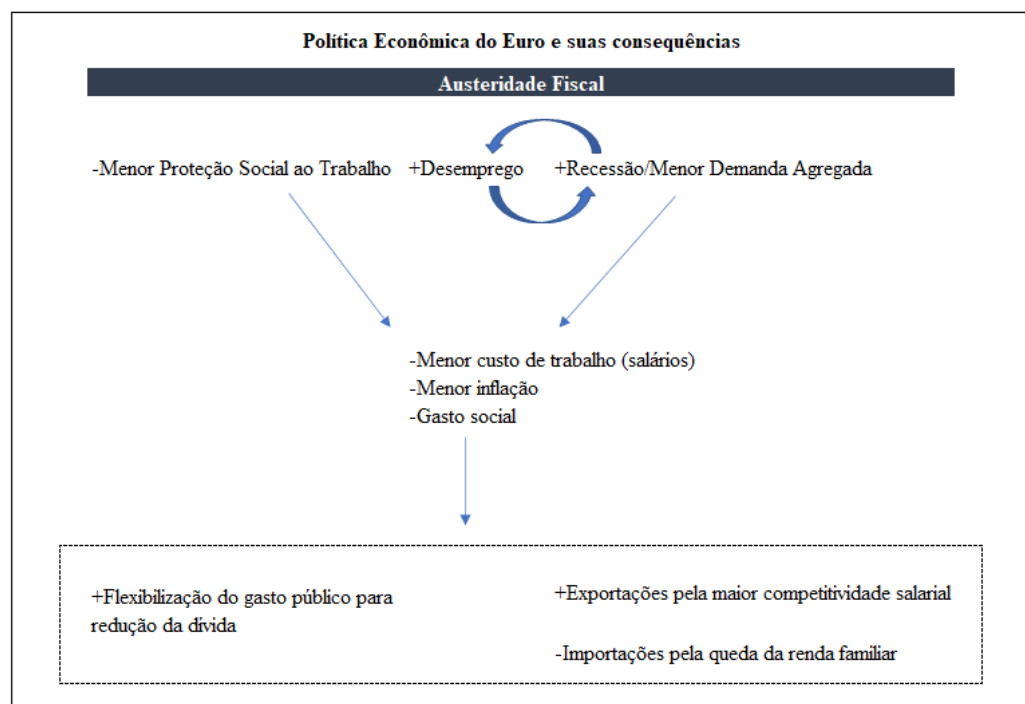 Política Econômica do Euro e suas consequências
Austeridade Fiscal
-Menor Proteção Social ao Trabalho +Desemprego +Recessão/Menor Demanda Agregada
-Menor custo de trabalho (salários)
-Menor inflação
-Gasto social
+Flexibilização do gasto público para
redução da dívida
+Exportações pela maior competitividade salarial
-Importações pela queda da renda familiar